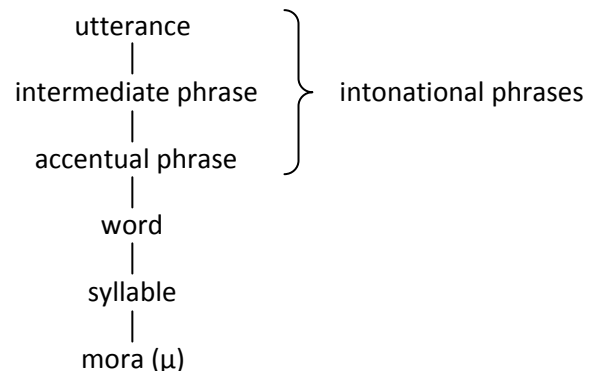 utterance
intermediate phrase
intonational phrases
accentual phrase
word
syllable
mora (μ)